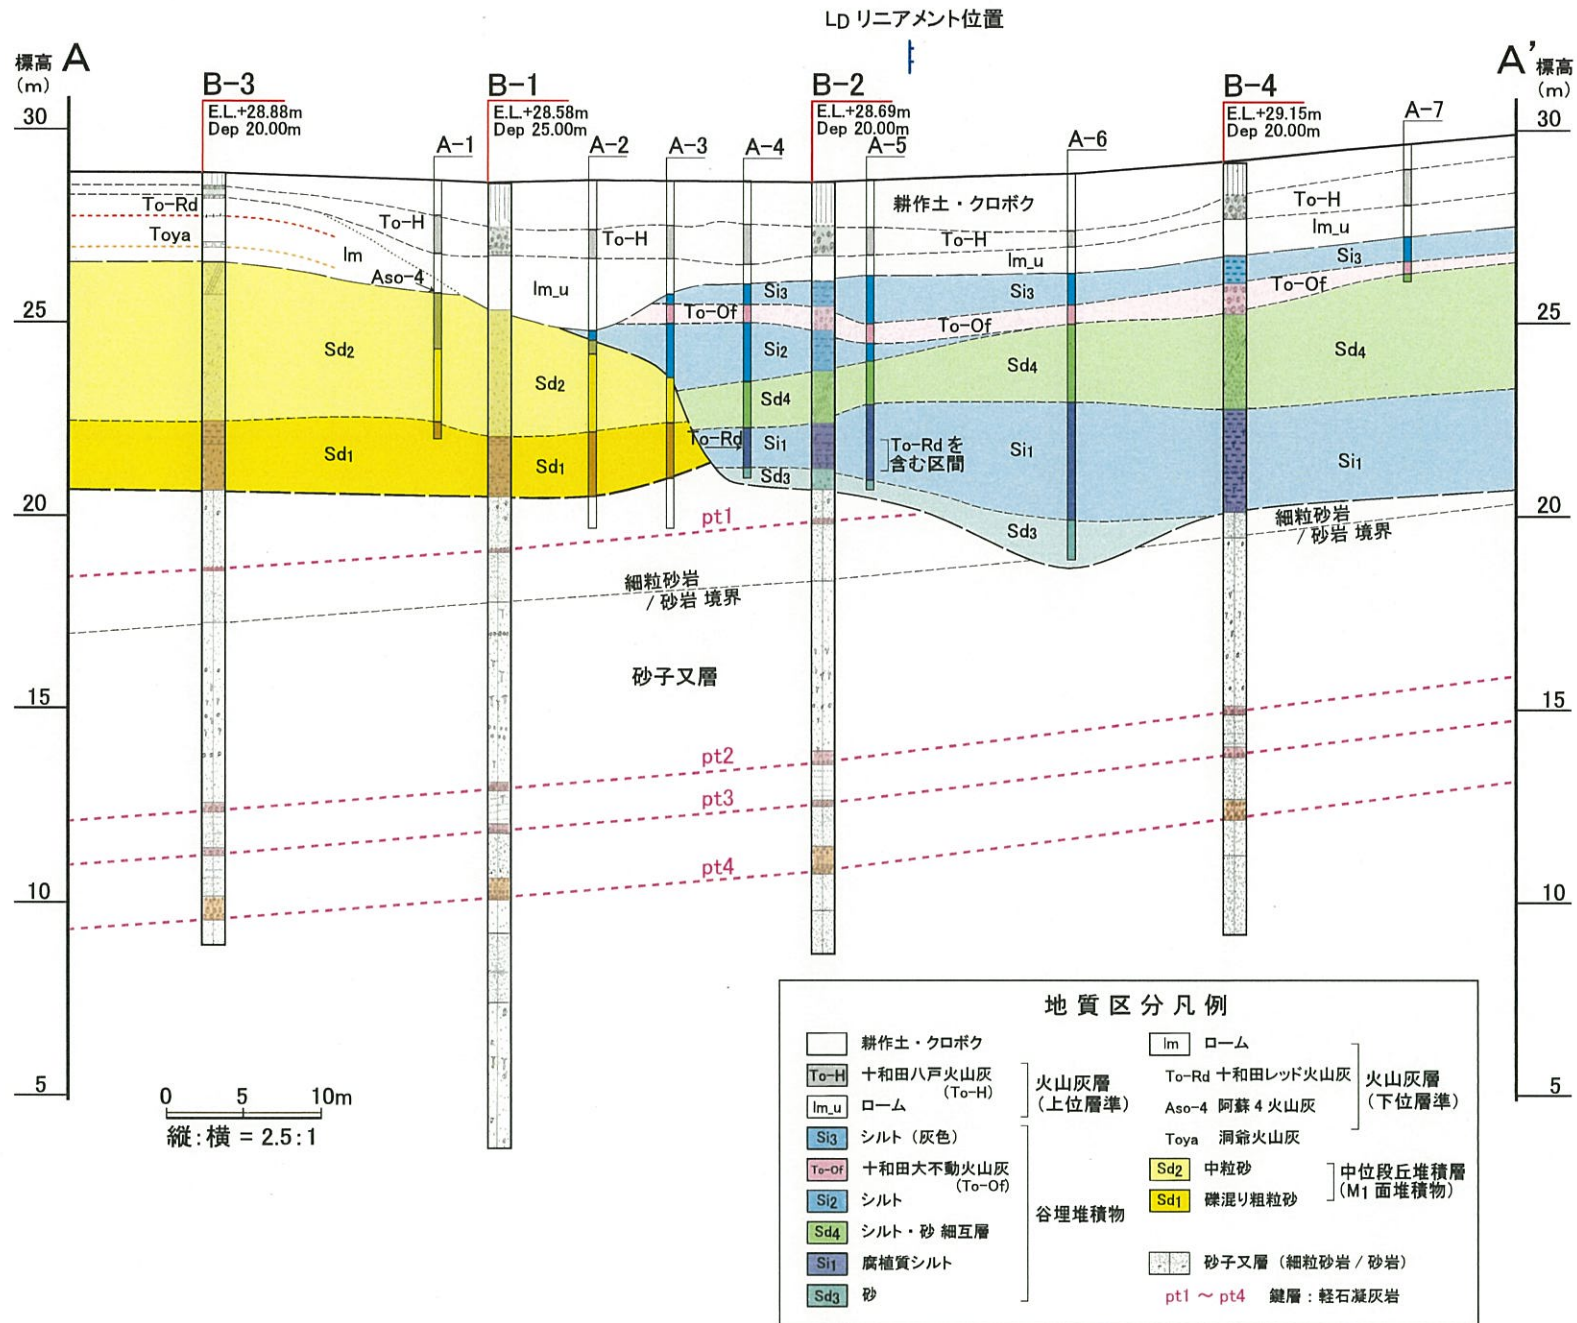 LD リニアメント位置
標高
(m)
A
A'
標高
(m)
B-3
E.L.+28.88m
Dep 20.00m
B-1
E.L.+28.58m
Dep 25.00m
B-2
E.L.+28.69m
Dep 20.00m
B-4
E.L.+29.15m
Dep 20.00m
A-1
A-2
A-3
A-4
A-5
A-6
A-7
30
30
25
25
20
20
15
15
10
10
5
5
To-Rd
Toya
lm
Aso-4
To-H
To-H
lm_u
耕作土・クロボク
To-H
lm_u
To-H
lm_u
Si3
Si3
Si3
To-Of
To-Of
To-Of
Sd2
Sd2
Si2
Sd4
Sd4
Sd4
Sd1
Sd1
To-Rd
Si1
To-Rd を
含む区間
Si1
Si1
Sd3
Sd3
pt1
細粒砂岩
/ 砂岩 境界
細粒砂岩
/ 砂岩 境界
砂子又層
pt2
pt3
pt4
0 5 10m
縦:横 = 2.5:1
地質区分凡例
耕作土・クロボク
To-H 十和田八戸火山灰
(To-H)
lm_u ローム
火山灰層
(上位層準)
Si3 シルト（灰色）
To-Of 十和田大不動火山灰
(To-Of)
Si2 シルト
Sd4 シルト・砂 細互層
Si1 腐植質シルト
Sd3 砂
谷埋堆積物
lm ローム
To-Rd 十和田レッド火山灰
Aso-4 阿蘇 4 火山灰
Toya 洞爺火山灰
火山灰層
(下位層準)
Sd2 中粒砂
Sd1 礫混り粗粒砂
中位段丘堆積層
(M1 面堆積物)
砂子又層（細粒砂岩 / 砂岩）
pt1 ～ pt4 鍵層：軽石凝灰岩